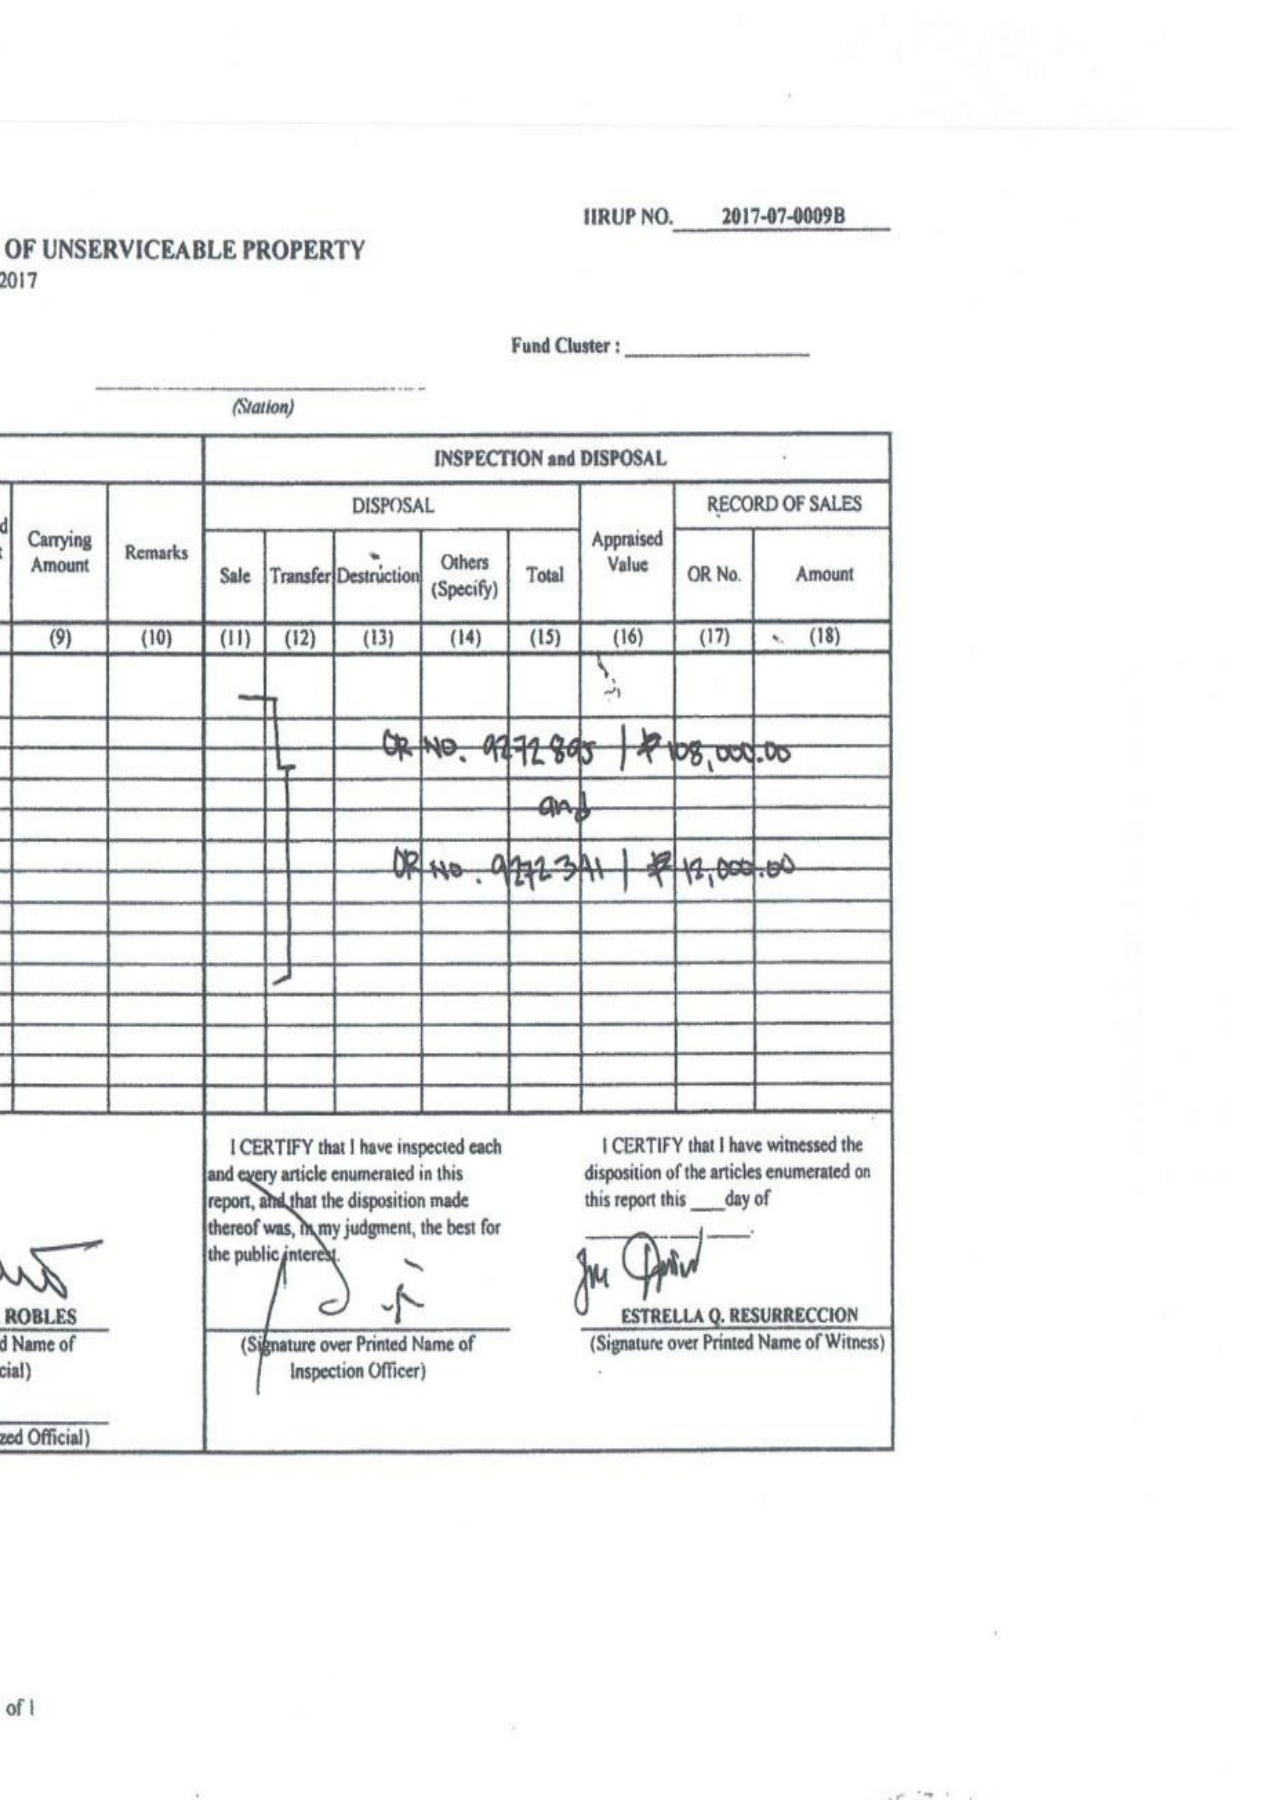 IIRUP NO. 2017-07-0009B
OF UNSERVICEABLE PROPERTY
2017
Fund Cluster :
(Station)
INSPECTION and DISPOSAL
DISPOSAL
RECORD OF SALES
Carrying Amount
Remarks
Sale
Transfer
Destruction
Others (Specify)
Total
Appraised Value
OR No.
Amount
(9) (10) (11) (12) (13) (14) (15) (16) (17) (18)
OR NO. 9272895 | ₱108,000.00
and
OR NO. 9272341 | ₱12,000.00
I CERTIFY that I have inspected each
and every article enumerated in this
report, and that the disposition made
thereof was, in my judgment, the best for
the public interest.
I CERTIFY that I have witnessed the
disposition of the articles enumerated on
this report this ____day of
ROBLES
d Name of
cial)
zed Official)
(Signature over Printed Name of
Inspection Officer)
ESTRELLA Q. RESURRECCION
(Signature over Printed Name of Witness)
of 1